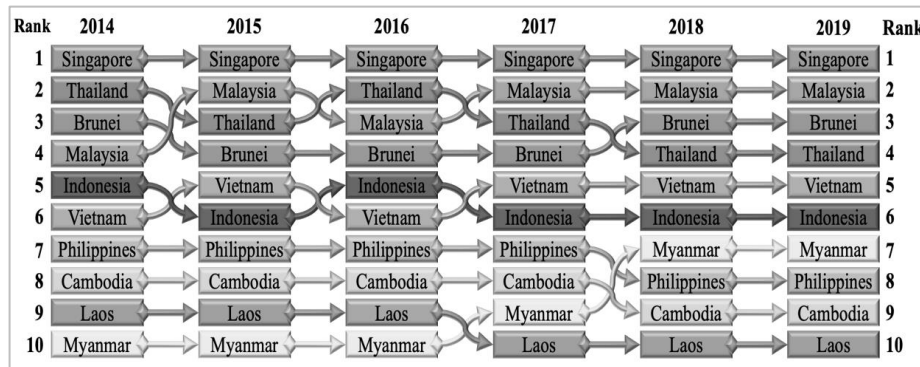 Rank 2014 2015 2016 2017 2018 2019 Rank
1 Singapore Singapore Singapore Singapore Singapore Singapore 1
2 Thailand Malaysia Thailand Malaysia Malaysia Malaysia 2
3 Brunei Thailand Malaysia Thailand Brunei Brunei 3
4 Malaysia Brunei Brunei Brunei Thailand Thailand 4
5 Indonesia Vietnam Indonesia Vietnam Vietnam Vietnam 5
6 Vietnam Indonesia Vietnam Indonesia Indonesia Indonesia 6
7 Philippines Philippines Philippines Philippines Myanmar Myanmar 7
8 Cambodia Cambodia Cambodia Cambodia Philippines Philippines 8
9 Laos Laos Laos Myanmar Cambodia Cambodia 9
10 Myanmar Myanmar Myanmar Laos Laos Laos 10